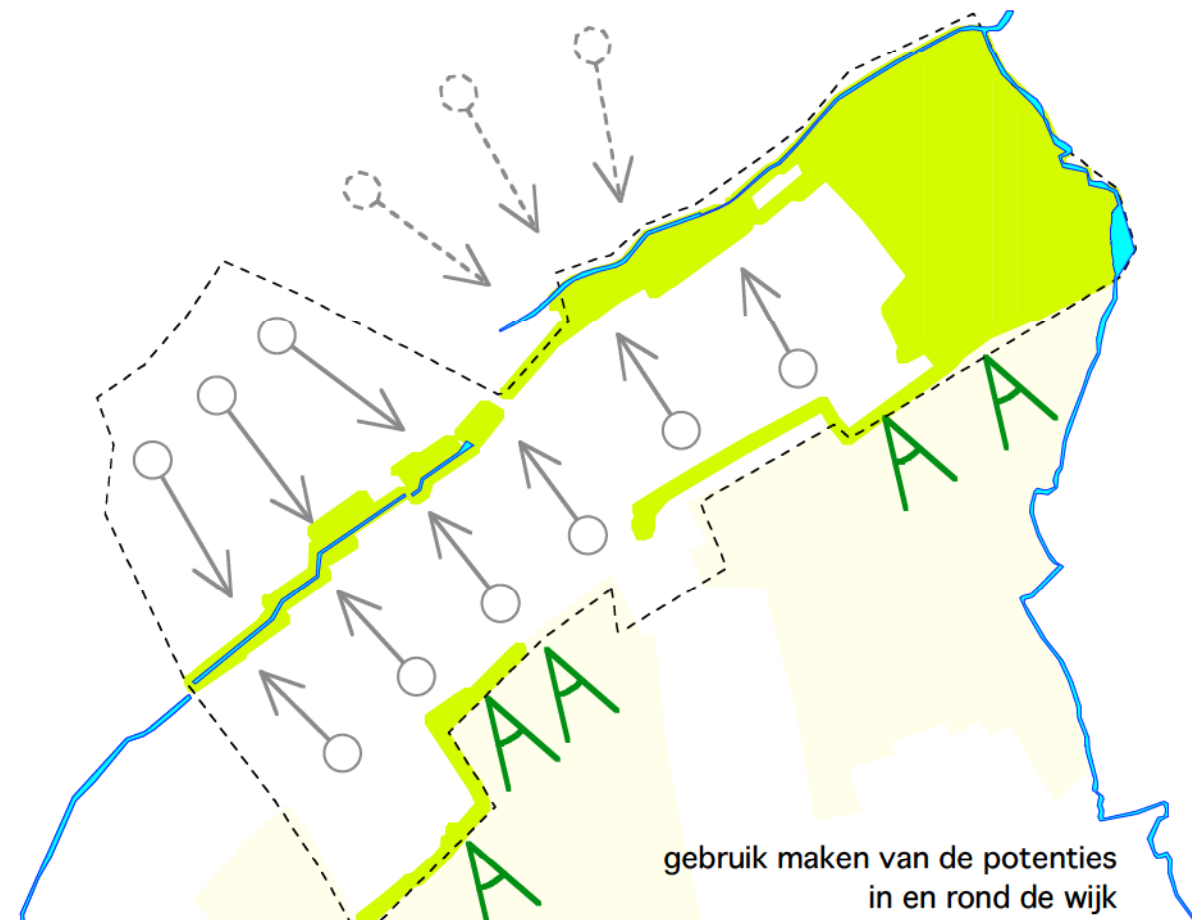 gebruik maken van de potenties
in en rond de wijk